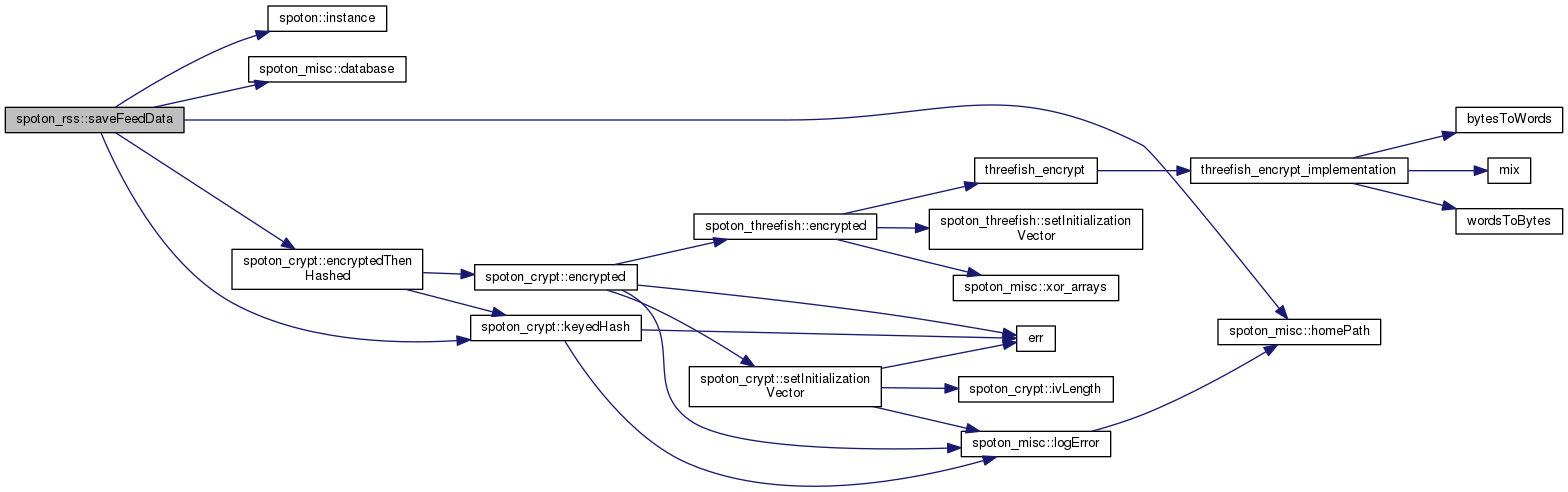 spoton::instance
spoton_misc::database
spoton_rss::saveFeedData
bytesToWords
threefish_encrypt
threefish_encrypt_implementation
mix
spoton_threefish::encrypted
spoton_threefish::setInitialization
Vector
wordsToBytes
spoton_crypt::encryptedThen
Hashed
spoton_crypt::encrypted
spoton_misc::xor_arrays
spoton_crypt::keyedHash
err
spoton_misc::homePath
spoton_crypt::setInitialization
Vector
spoton_crypt::ivLength
spoton_misc::logError